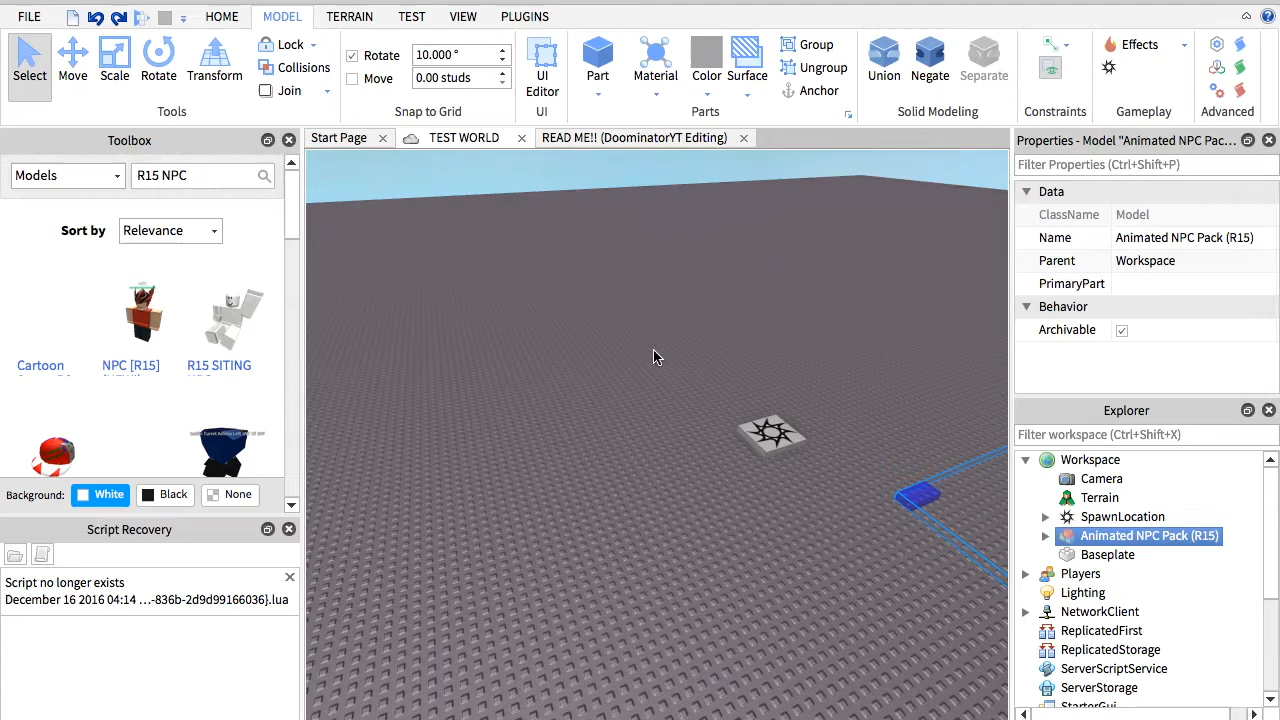 FILE HOME MODEL TERRAIN TEST VIEW PLUGINS
Select Move Scale Rotate Transform
Lock
Collisions
Join
Tools
Rotate 10.000 °
Move 0.00 studs
Snap to Grid
UI
Editor
UI
Part Material Color Surface
Group
Ungroup
Anchor
Parts
Union Negate Separate
Solid Modeling
Constraints
Effects
Gameplay
Advanced
Toolbox
Models R15 NPC
Sort by Relevance
Cartoon NPC [R15] R15 SITING
Background: White Black None
Script Recovery
Script no longer exists
December 16 2016 04:14 ...-836b-2d9d99166036}.lua
Start Page TEST WORLD READ ME!! (DoominatorYT Editing)
Properties - Model "Animated NPC Pac...
Filter Properties (Ctrl+Shift+P)
Data
ClassName Model
Name Animated NPC Pack (R15)
Parent Workspace
PrimaryPart
Behavior
Archivable
Explorer
Filter workspace (Ctrl+Shift+X)
Workspace
Camera
Terrain
SpawnLocation
Animated NPC Pack (R15)
Baseplate
Players
Lighting
NetworkClient
ReplicatedFirst
ReplicatedStorage
ServerScriptService
ServerStorage
StarterGui